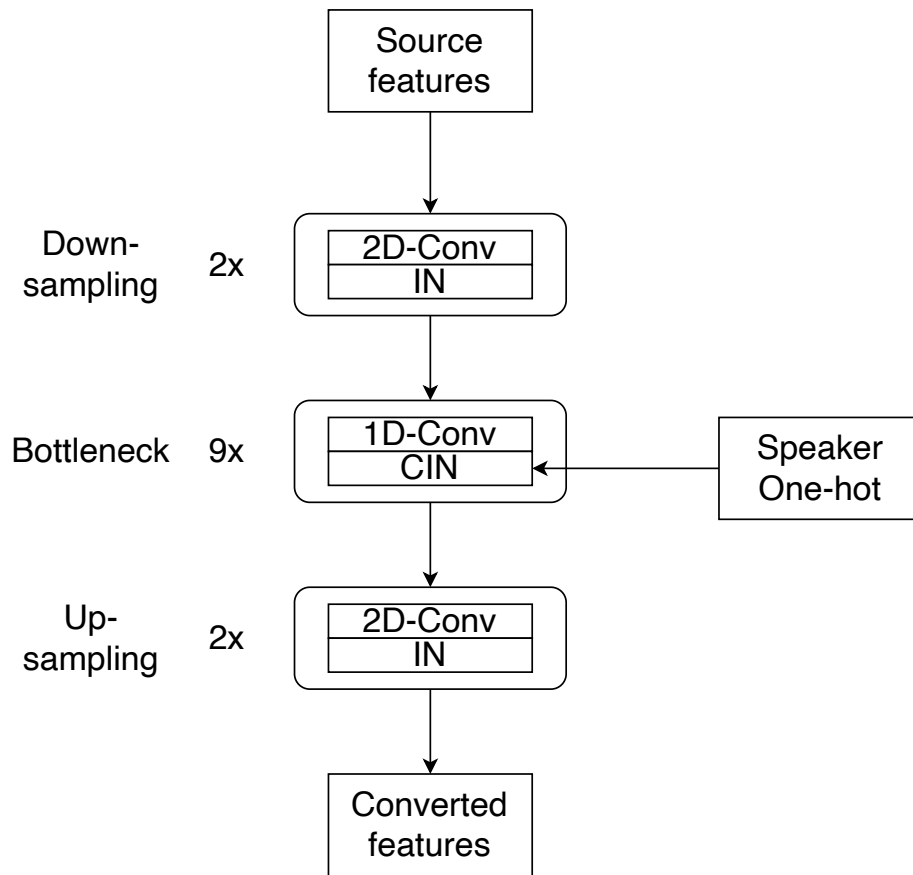 Source
features
Down-
sampling
2x
2D-Conv
IN
Bottleneck
9x
1D-Conv
CIN
Speaker
One-hot
Up-
sampling
2x
2D-Conv
IN
Converted
features